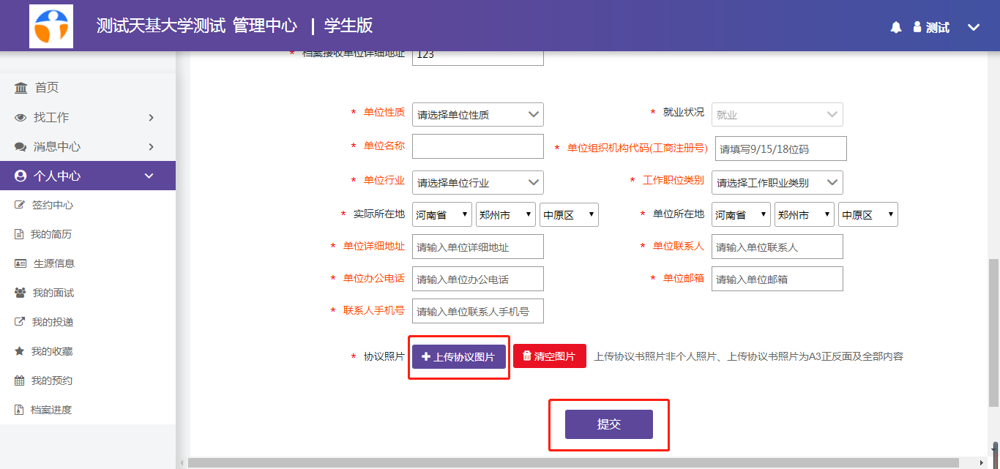 测试天基大学测试 管理中心 | 学生版
测试
首页
找工作
消息中心
个人中心
签约中心
我的简历
生源信息
我的面试
我的投递
我的收藏
我的预约
档案进度
* 档案接收单位详细地址 123
* 单位性质 请选择单位性质 * 就业状况 就业
* 单位名称 * 单位组织机构代码(工商注册号) 请填写9/15/18位码
* 单位行业 请选择单位行业 * 工作职位类别 请选择工作职业类别
* 实际所在地 河南省 郑州市 中原区 * 单位所在地 河南省 郑州市 中原区
* 单位详细地址 请输入单位详细地址 * 单位联系人 请输入单位联系人
* 单位办公电话 请输入单位办公电话 * 单位邮箱 请输入单位邮箱
* 联系人手机号 请输入单位联系人手机号
* 协议照片 上传协议图片 清空图片 上传协议书照片非个人照片、上传协议书照片为A3正反面及全部内容
提交